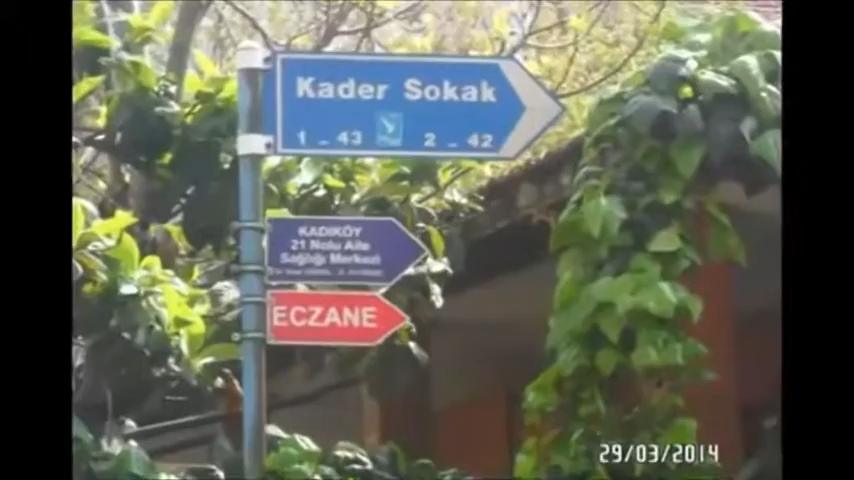 Kader Sokak
1 - 43 2 - 42
KADIKÖY
21 Nolu Aile
Sağlığı Merkezi
ECZANE
29/03/2014